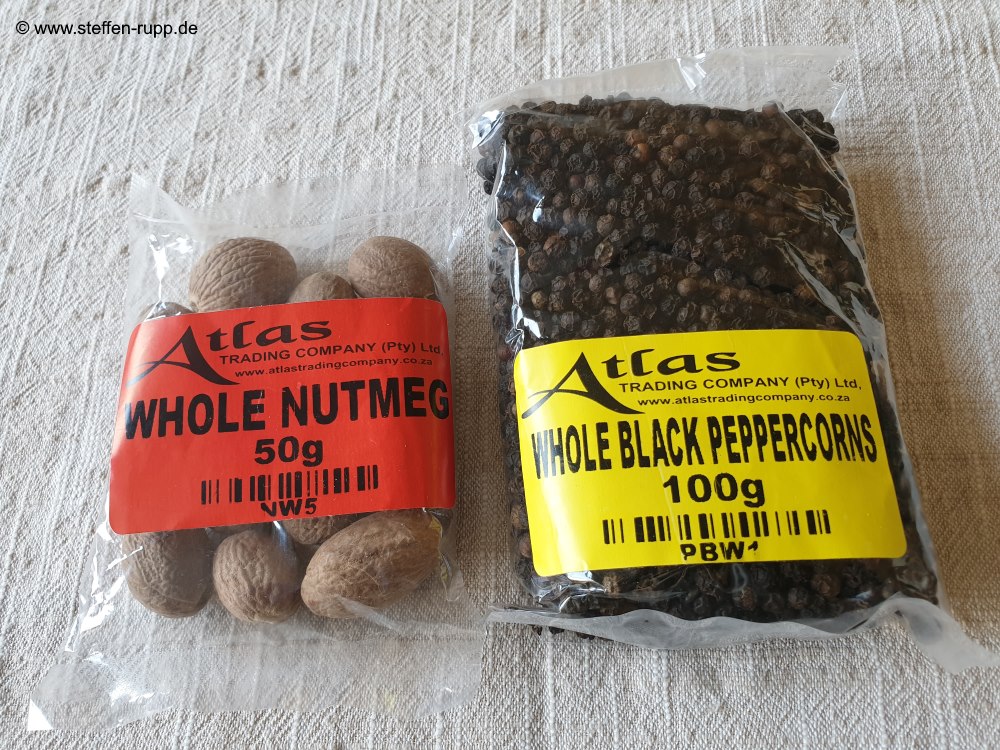 © www.steffen-rupp.de
Atlas
TRADING COMPANY (Pty) Ltd,
www.atlastradingcompany.co.za
WHOLE NUTMEG
50g
NW5
Atlas
TRADING COMPANY (Pty) Ltd,
www.atlastradingcompany.co.za
WHOLE BLACK PEPPERCORNS
100g
PBW1